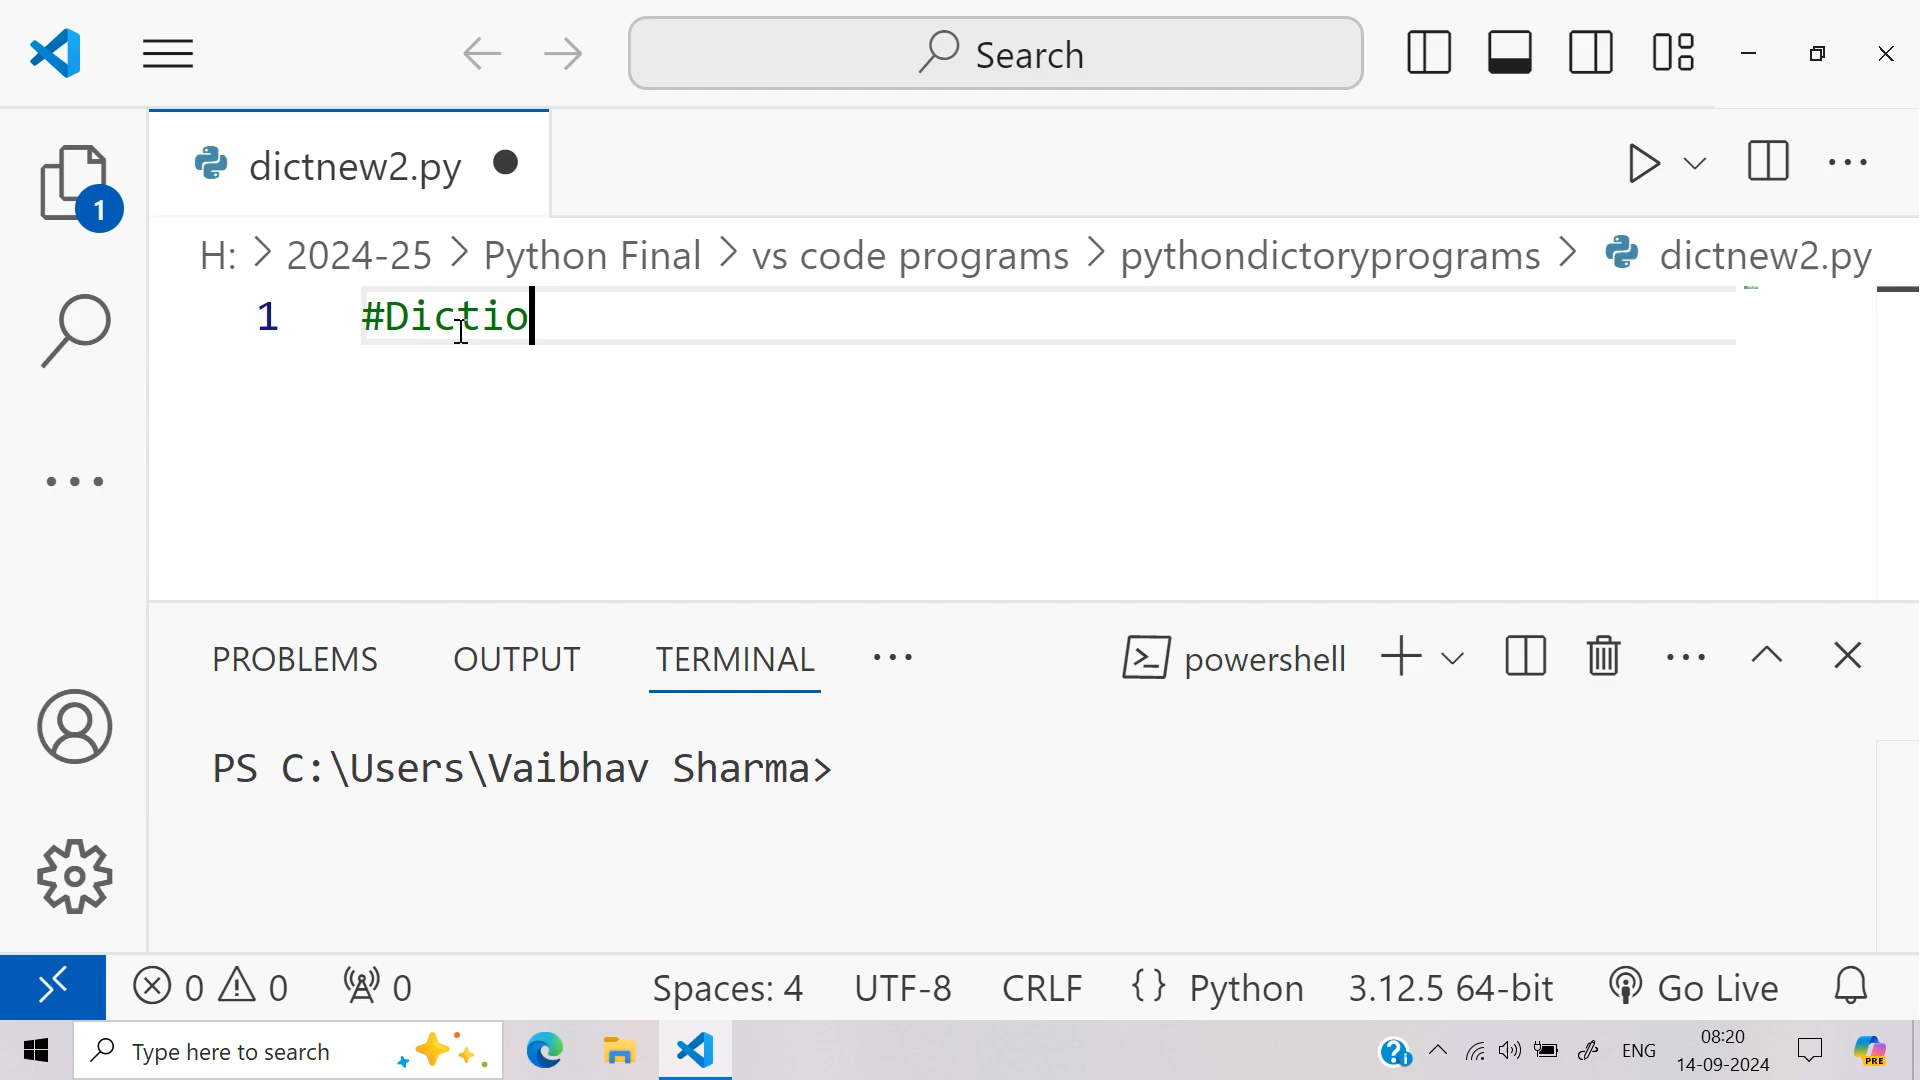 Search
dictnew2.py
1
H: > 2024-25 > Python Final > vs code programs > pythondictoryprograms > dictnew2.py
1 #Dictio
PROBLEMS OUTPUT TERMINAL ... powershell
PS C:\Users\Vaibhav Sharma>
0 0 0 Spaces: 4 UTF-8 CRLF {} Python 3.12.5 64-bit Go Live
Type here to search
ENG
08:20
14-09-2024
PRE